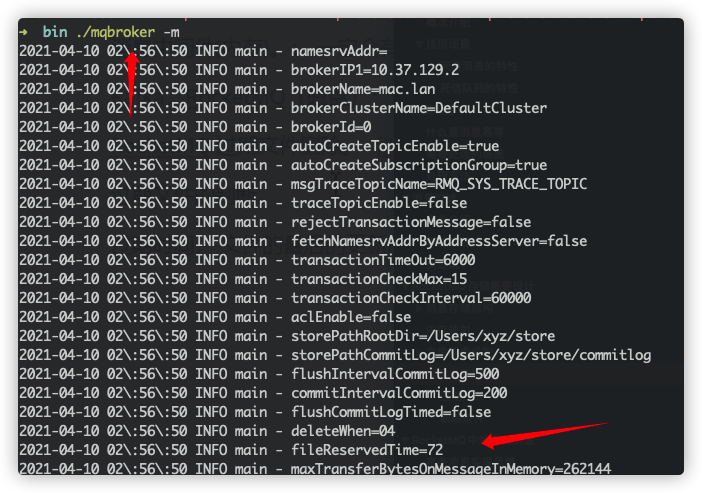 ➜  bin ./mqbroker -m
2021-04-10 02\:56\:50 INFO main - namesrvAddr=
2021-04-10 02\:56\:50 INFO main - brokerIP1=10.37.129.2
2021-04-10 02\:56\:50 INFO main - brokerName=mac.lan
2021-04-10 02\:56\:50 INFO main - brokerClusterName=DefaultCluster
2021-04-10 02\:56\:50 INFO main - brokerId=0
2021-04-10 02\:56\:50 INFO main - autoCreateTopicEnable=true
2021-04-10 02\:56\:50 INFO main - autoCreateSubscriptionGroup=true
2021-04-10 02\:56\:50 INFO main - msgTraceTopicName=RMQ_SYS_TRACE_TOPIC
2021-04-10 02\:56\:50 INFO main - traceTopicEnable=false
2021-04-10 02\:56\:50 INFO main - rejectTransactionMessage=false
2021-04-10 02\:56\:50 INFO main - fetchNamesrvAddrByAddressServer=false
2021-04-10 02\:56\:50 INFO main - transactionTimeOut=6000
2021-04-10 02\:56\:50 INFO main - transactionCheckMax=15
2021-04-10 02\:56\:50 INFO main - transactionCheckInterval=60000
2021-04-10 02\:56\:50 INFO main - aclEnable=false
2021-04-10 02\:56\:50 INFO main - storePathRootDir=/Users/xyz/store
2021-04-10 02\:56\:50 INFO main - storePathCommitLog=/Users/xyz/store/commitlog
2021-04-10 02\:56\:50 INFO main - flushIntervalCommitLog=500
2021-04-10 02\:56\:50 INFO main - commitIntervalCommitLog=200
2021-04-10 02\:56\:50 INFO main - flushCommitLogTimed=false
2021-04-10 02\:56\:50 INFO main - deleteWhen=04
2021-04-10 02\:56\:50 INFO main - fileReservedTime=72
2021-04-10 02\:56\:50 INFO main - maxTransferBytesOnMessageInMemory=262144